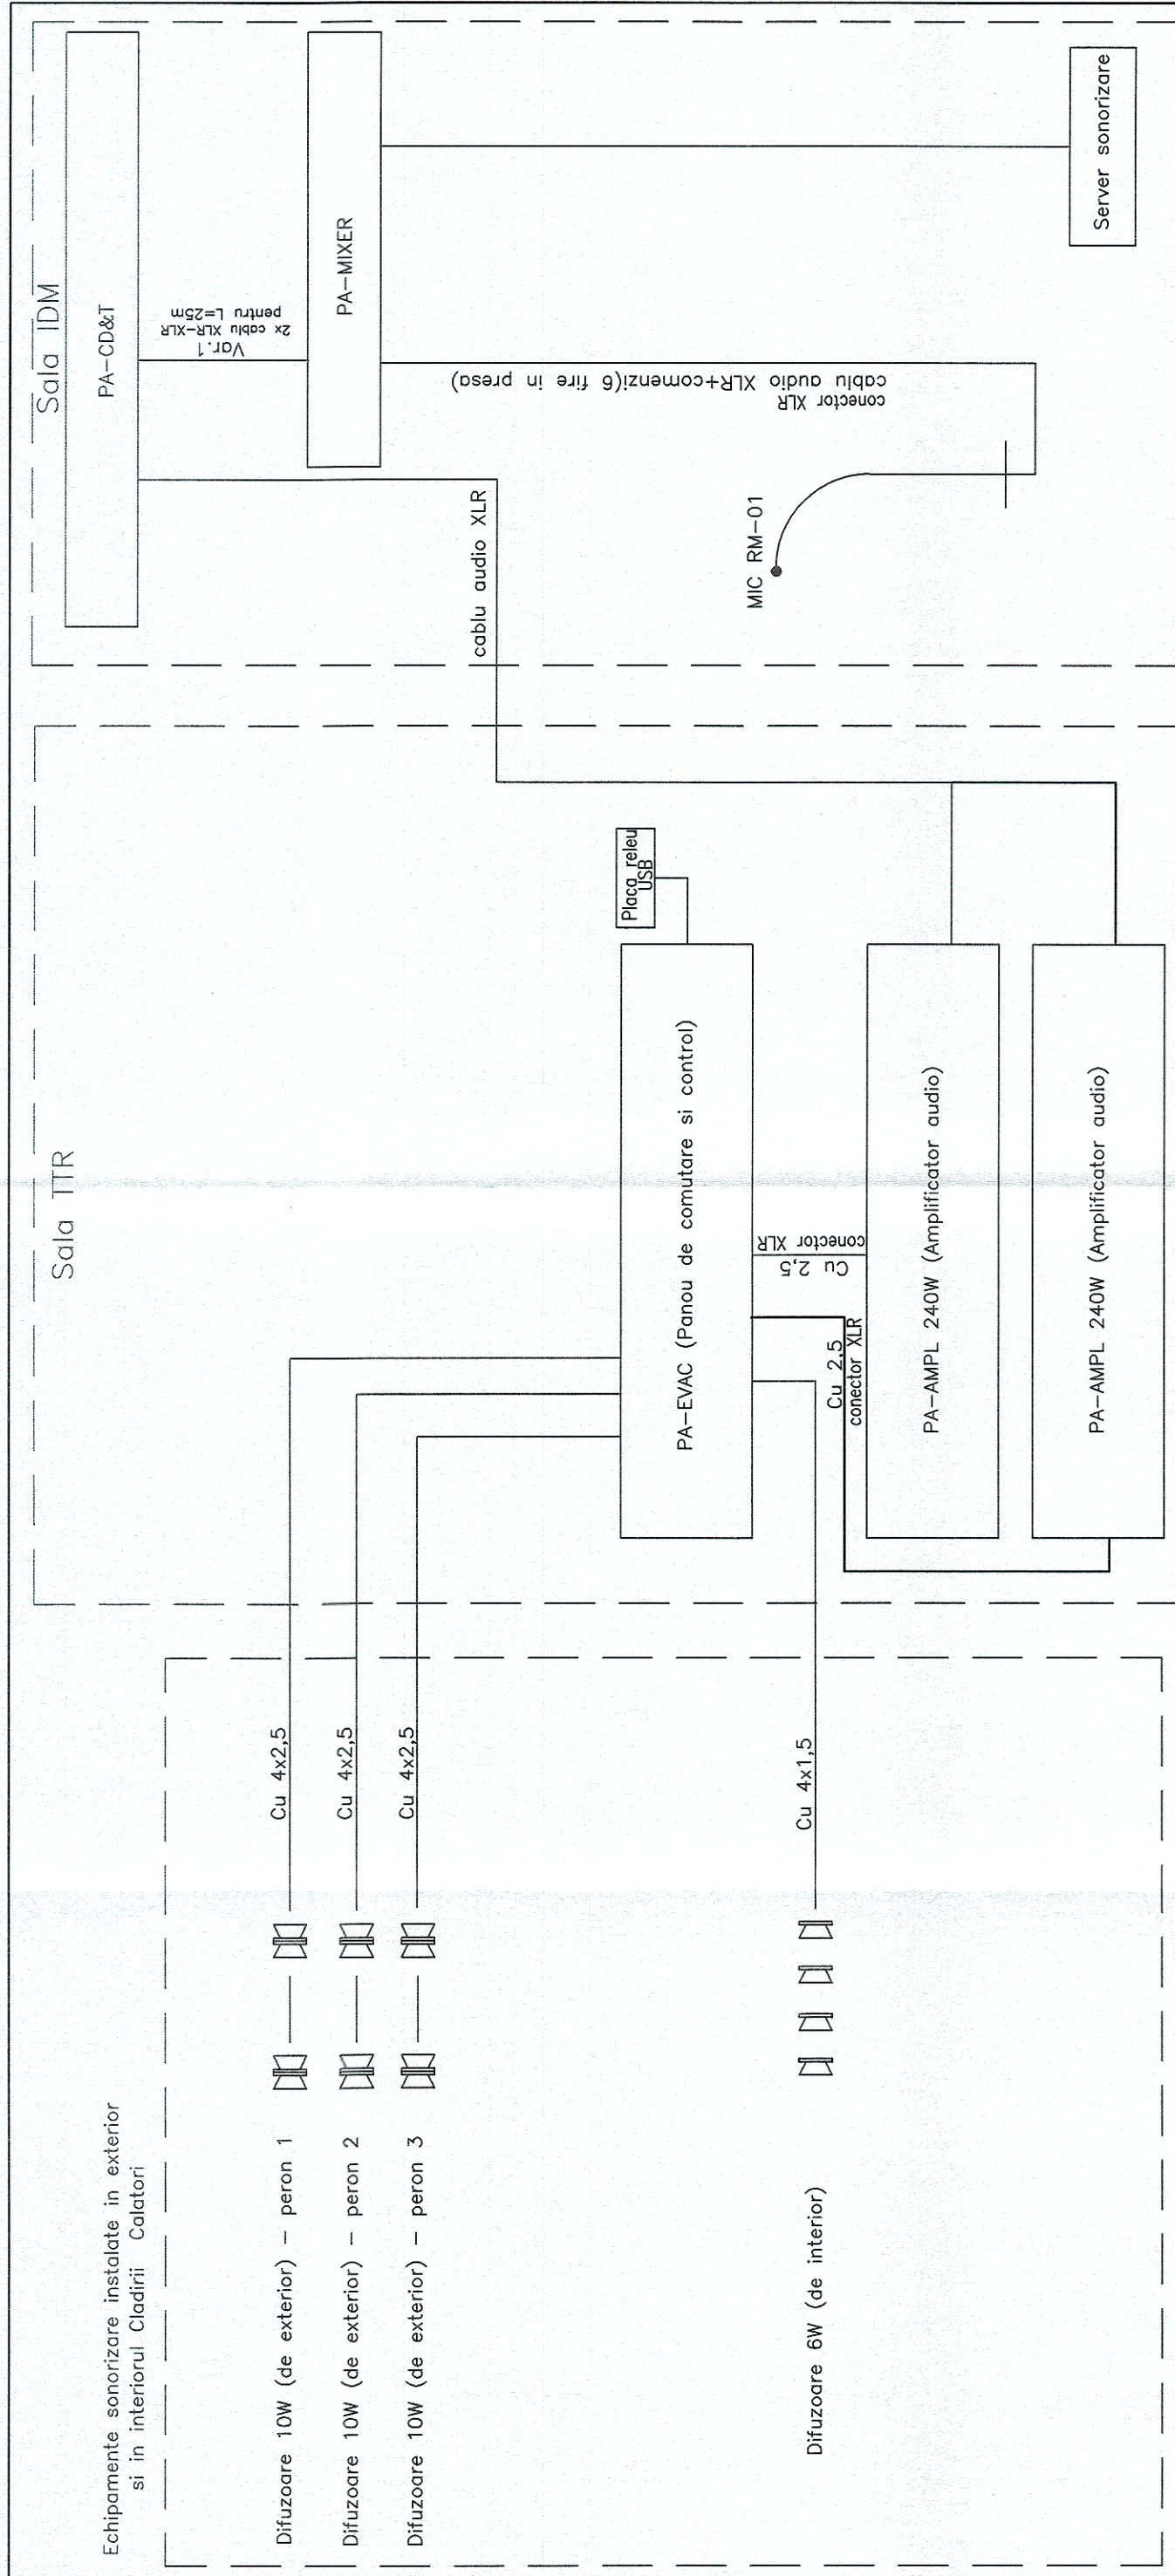 Echipamente sonorizare instalate in exterior
si in interiorul Cladirii Calatori
Difuzoare 10W (de exterior) – peron 1
Cu 4x2,5
Difuzoare 10W (de exterior) – peron 2
Cu 4x2,5
Difuzoare 10W (de exterior) – peron 3
Cu 4x2,5
Difuzoare 6W (de interior)
Cu 4x1,5
Sala TTR
Placa releu
USB
PA-EVAC (Panou de comutare si control)
conector XLR
Cu 2,5
Cu 2,5
conector XLR
PA-AMPL 240W (Amplificator audio)
PA-AMPL 240W (Amplificator audio)
Sala IDM
PA-CD&T
Var.1
2x cablu XLR-XLR
pentru L=25m
PA-MIXER
cablu audio XLR
conector XLR
cablu audio XLR+comenzi(6 fire in presa)
MIC RM-01
Server sonorizare